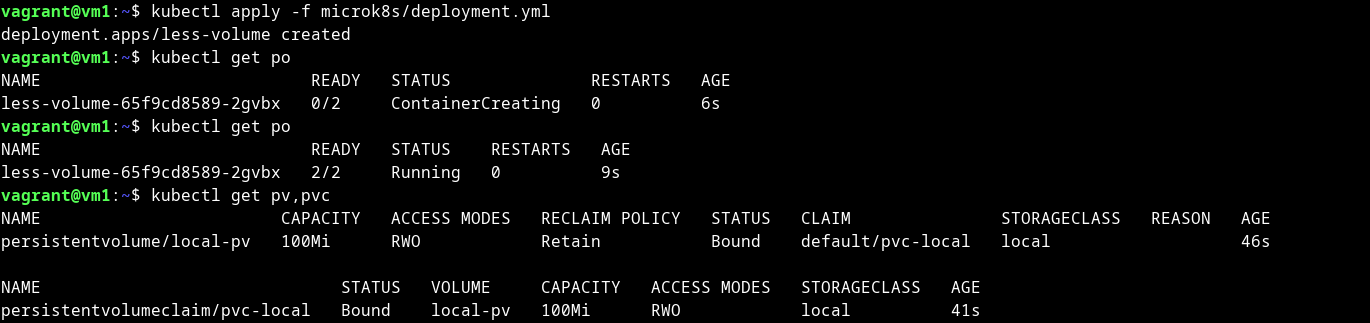 vagrant@vm1:~$ kubectl apply -f microk8s/deployment.yml
deployment.apps/less-volume created
vagrant@vm1:~$ kubectl get po
NAME                           READY   STATUS              RESTARTS   AGE
less-volume-65f9cd8589-2gvbx   0/2     ContainerCreating   0          6s
vagrant@vm1:~$ kubectl get po
NAME                           READY   STATUS    RESTARTS   AGE
less-volume-65f9cd8589-2gvbx   2/2     Running   0          9s
vagrant@vm1:~$ kubectl get pv,pvc
NAME                        CAPACITY   ACCESS MODES   RECLAIM POLICY   STATUS   CLAIM               STORAGECLASS   REASON   AGE
persistentvolume/local-pv   100Mi      RWO            Retain           Bound    default/pvc-local   local                   46s

NAME                              STATUS   VOLUME     CAPACITY   ACCESS MODES   STORAGECLASS   AGE
persistentvolumeclaim/pvc-local   Bound    local-pv   100Mi      RWO            local          41s